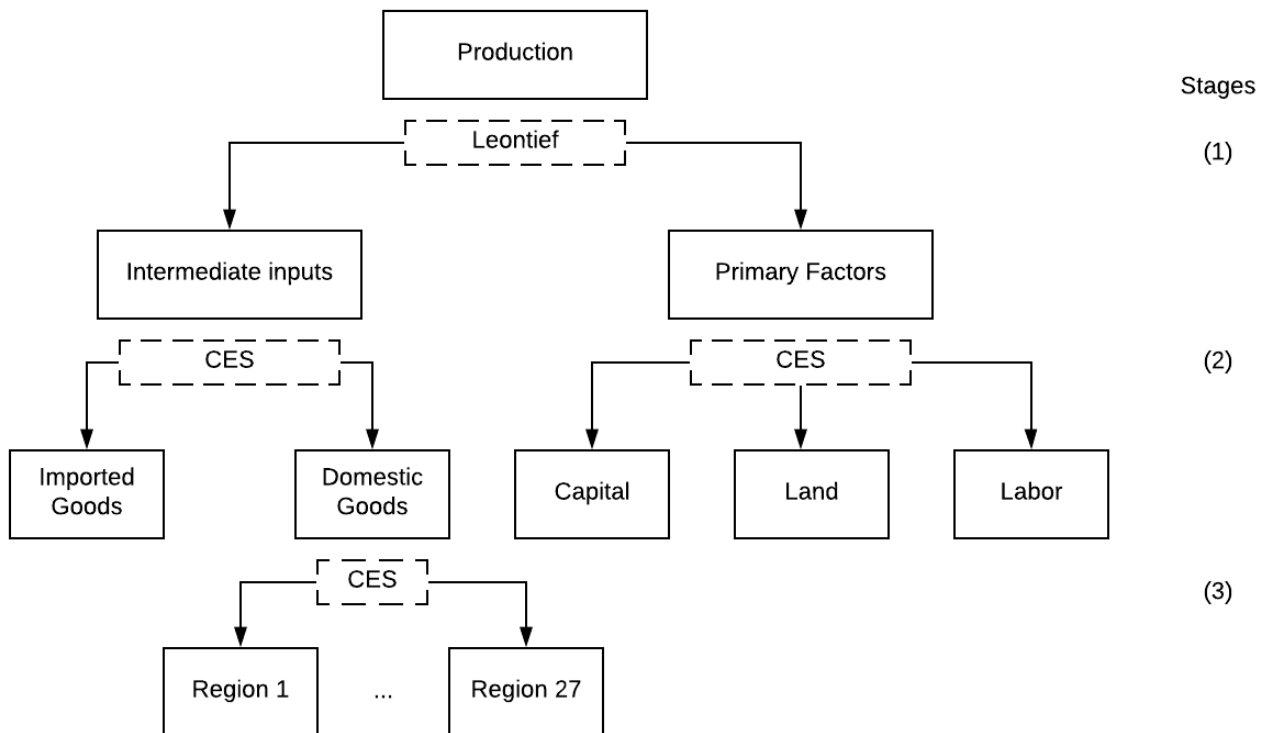 Production
Stages
Leontief
(1)
Intermediate inputs
Primary Factors
CES
CES
(2)
Imported
Goods
Domestic
Goods
Capital
Land
Labor
CES
(3)
Region 1
...
Region 27